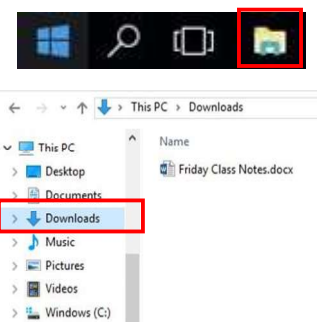 This PC > Downloads
Name
This PC
Desktop
Documents
Downloads
Music
Pictures
Videos
Windows (C:)
Friday Class Notes.docx